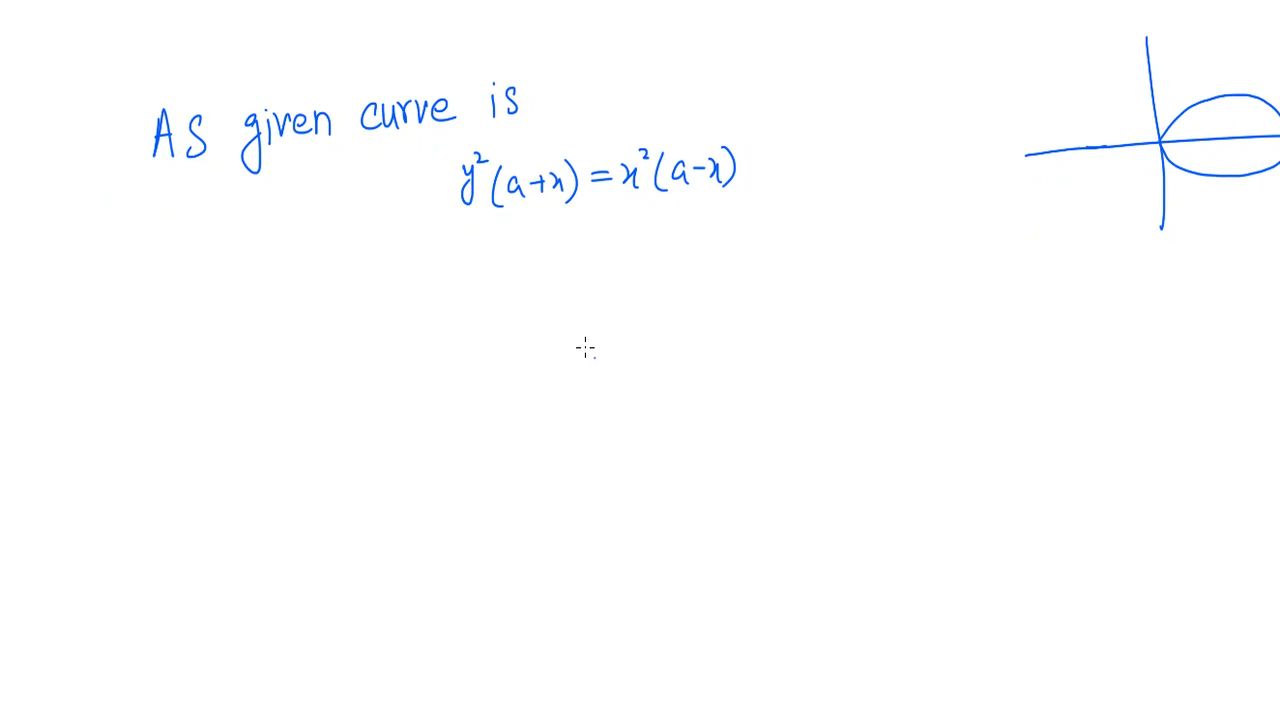 As given curve is
y²(a+x) = x²(a-x)